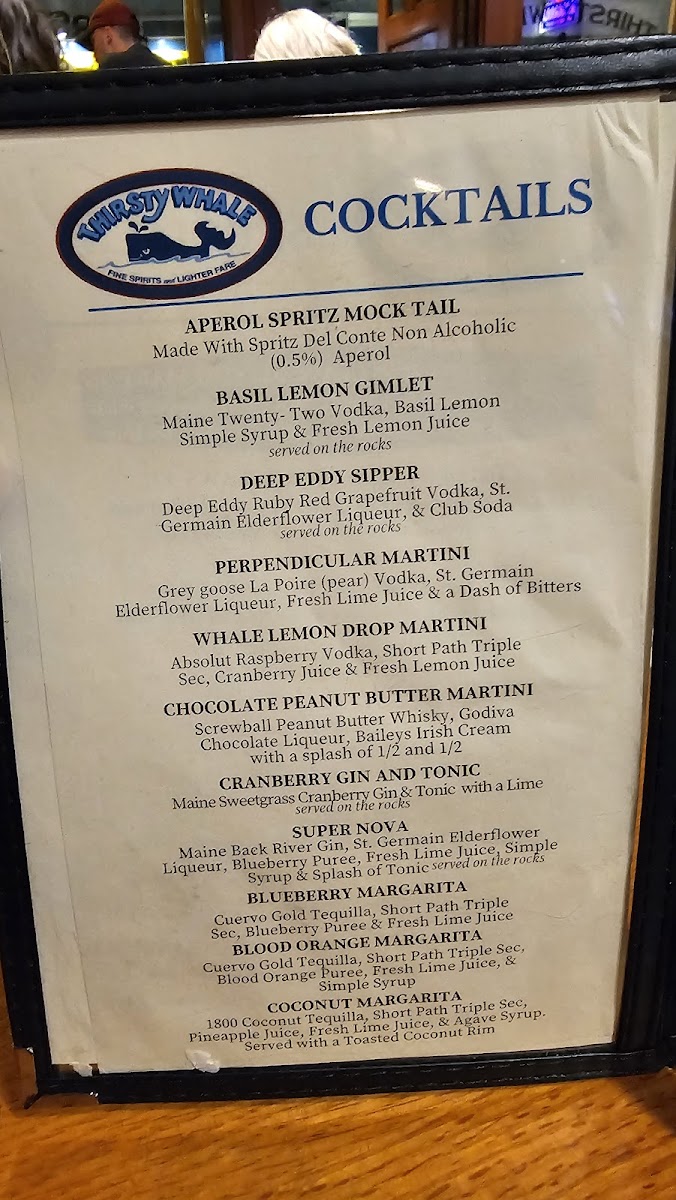 THIRSTY WHALE
FINE SPIRITS and LIGHTER FARE
COCKTAILS
APEROL SPRITZ MOCK TAIL
Made With Spritz Del Conte Non Alcoholic
(0.5%) Aperol
BASIL LEMON GIMLET
Maine Twenty- Two Vodka, Basil Lemon
Simple Syrup & Fresh Lemon Juice
served on the rocks
DEEP EDDY SIPPER
Deep Eddy Ruby Red Grapefruit Vodka, St.
Germain Elderflower Liqueur, & Club Soda
served on the rocks
PERPENDICULAR MARTINI
Grey goose La Poire (pear) Vodka, St. Germain
Elderflower Liqueur, Fresh Lime Juice & a Dash of Bitters
WHALE LEMON DROP MARTINI
Absolut Raspberry Vodka, Short Path Triple
Sec, Cranberry Juice & Fresh Lemon Juice
CHOCOLATE PEANUT BUTTER MARTINI
Screwball Peanut Butter Whisky, Godiva
Chocolate Liqueur, Baileys Irish Cream
with a splash of 1/2 and 1/2
CRANBERRY GIN AND TONIC
Maine Sweetgrass Cranberry Gin & Tonic with a Lime
served on the rocks
SUPER NOVA
Maine Back River Gin, St. Germain Elderflower
Liqueur, Blueberry Puree, Fresh Lime Juice, Simple
Syrup & Splash of Tonic served on the rocks
BLUEBERRY MARGARITA
Cuervo Gold Tequilla, Short Path Triple
Sec, Blueberry Puree & Fresh Lime Juice
BLOOD ORANGE MARGARITA
Cuervo Gold Tequilla, Short Path Triple Sec,
Blood Orange Puree, Fresh Lime Juice, &
Simple Syrup
COCONUT MARGARITA
1800 Coconut Tequilla, Short Path Triple Sec,
Pineapple Juice, Fresh Lime Juice, & Agave Syrup.
Served with a Toasted Coconut Rim